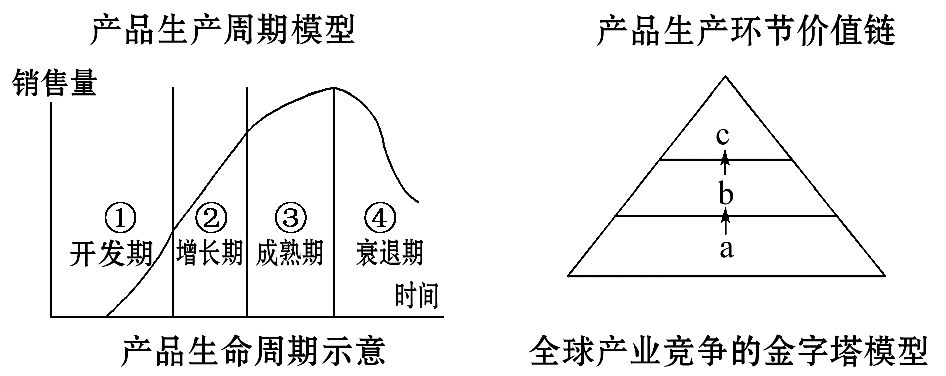 产品生产周期模型
销售量
①
开发期
②
增长期
③
成熟期
④
衰退期
时间
产品生命周期示意
产品生产环节价值链
c
b
a
全球产业竞争的金字塔模型